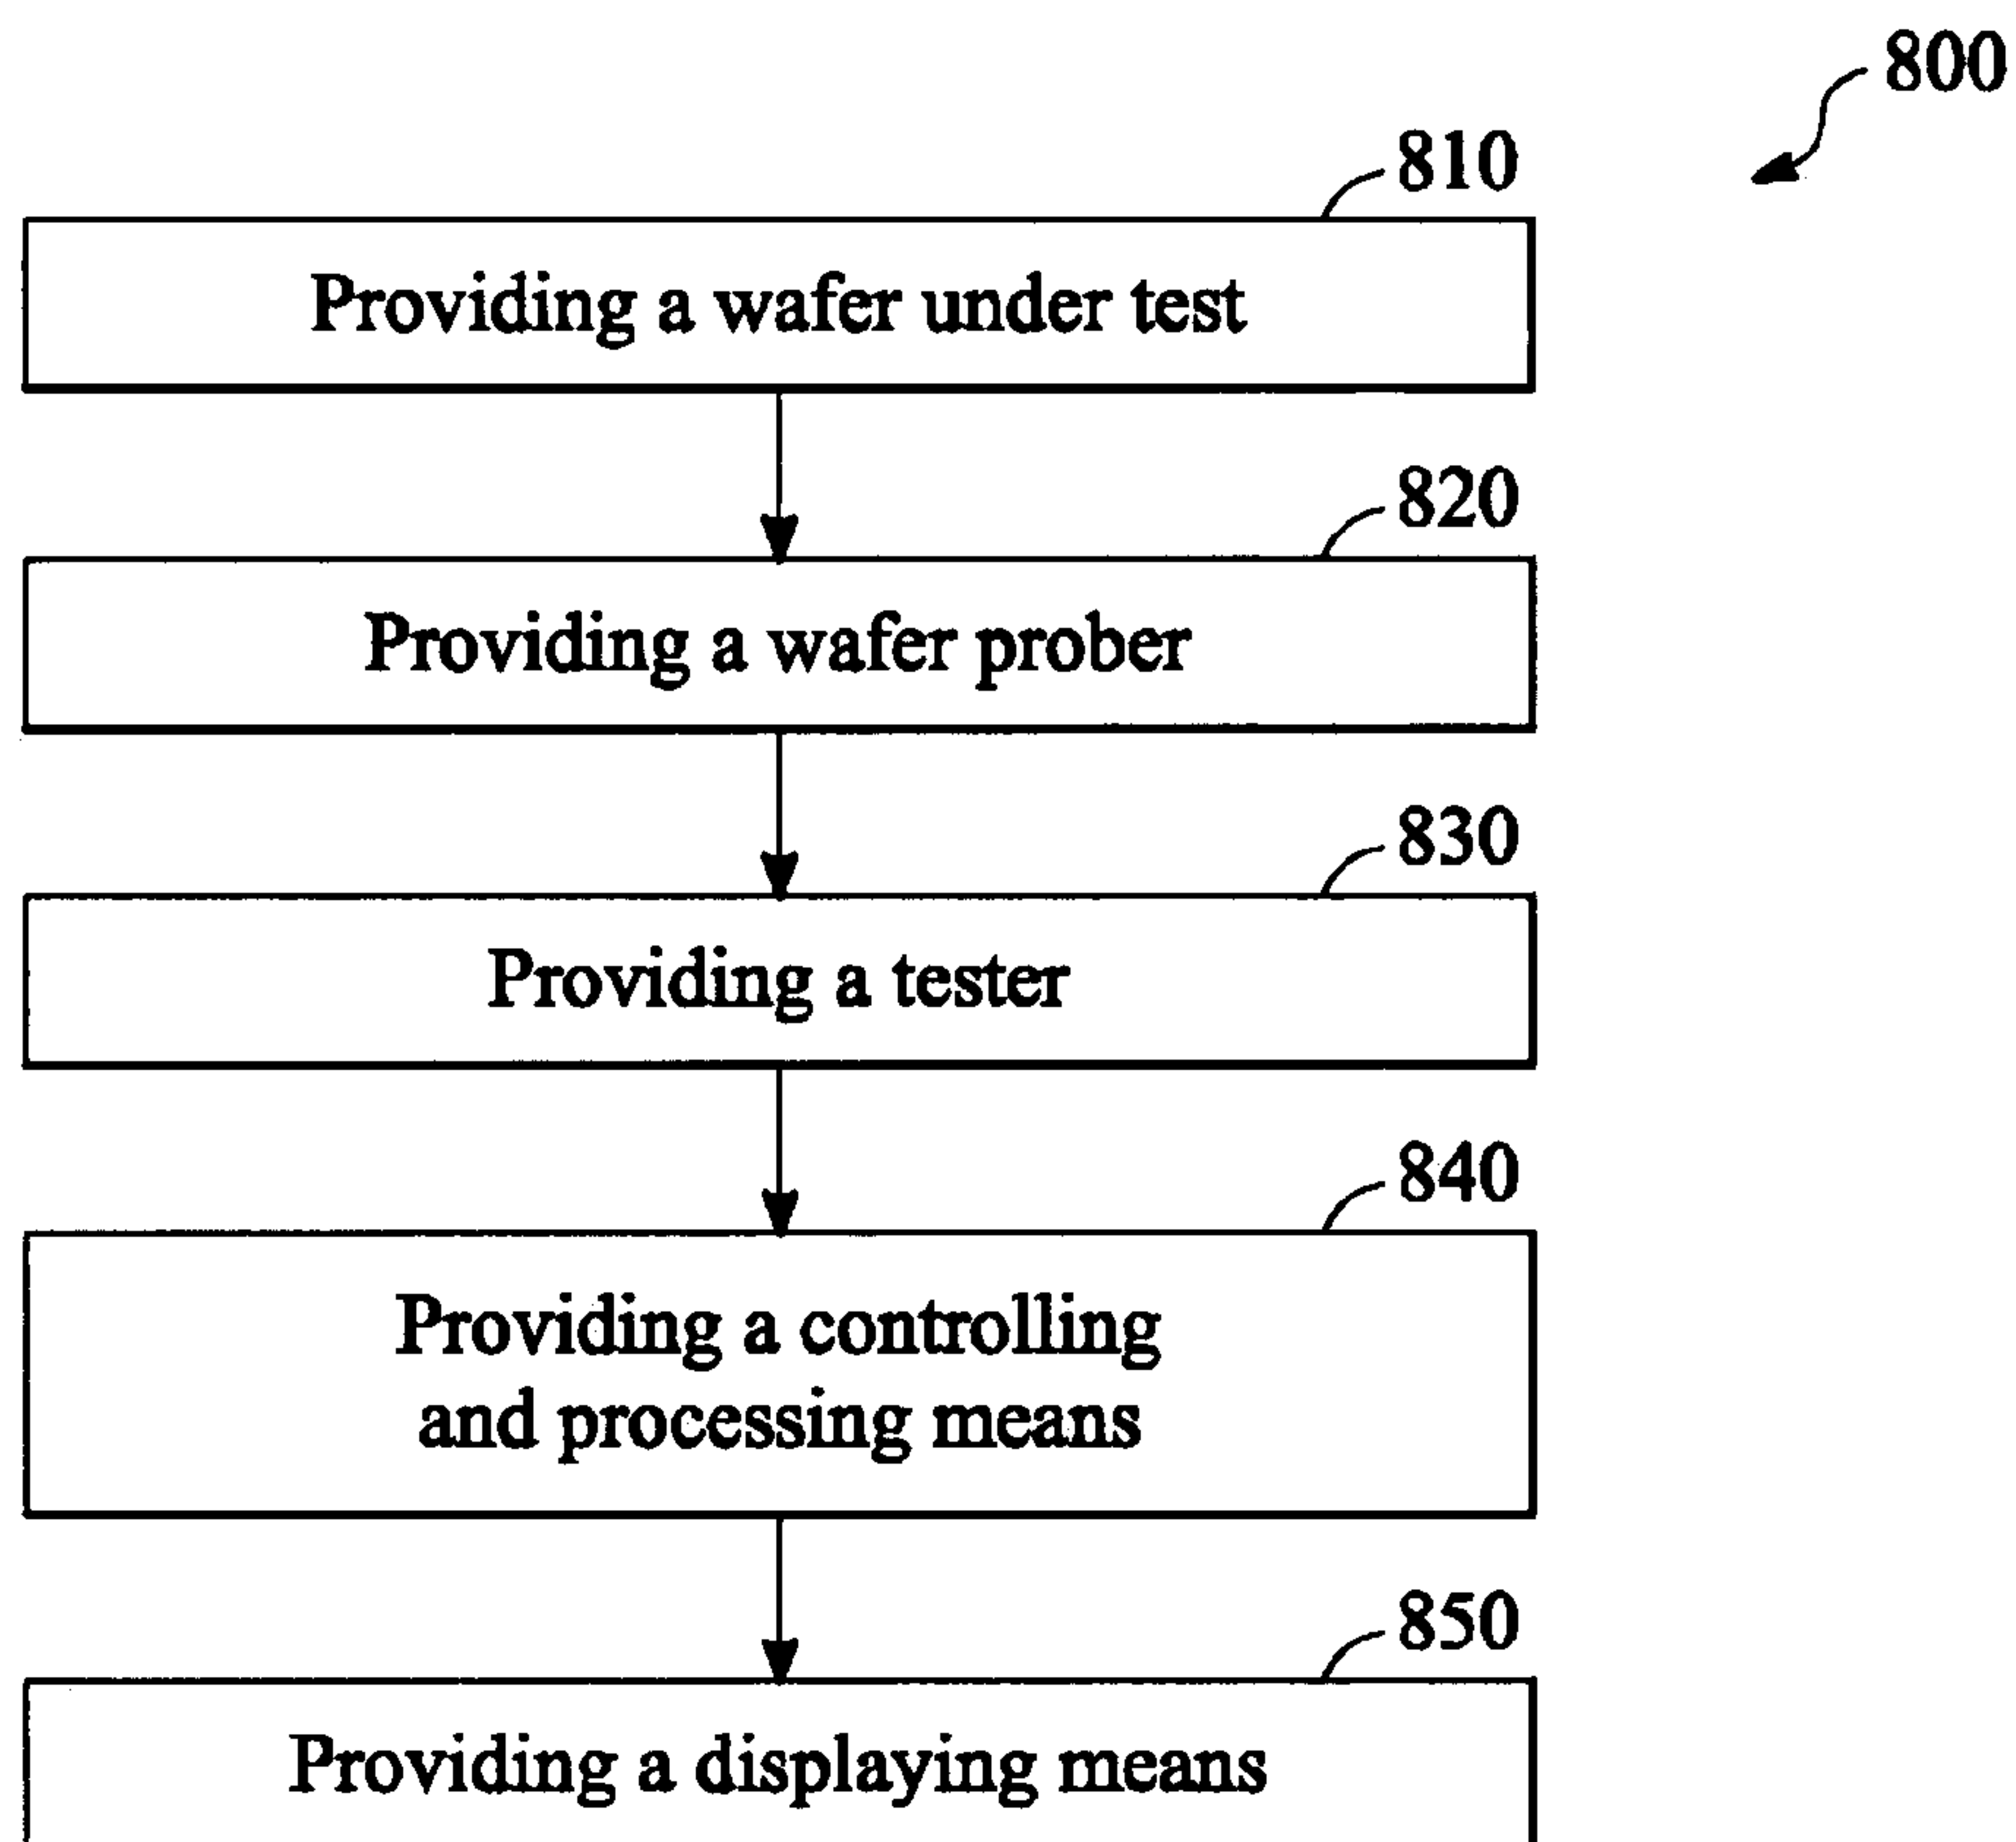 800
810
Providing a wafer under test
820
Providing a wafer prober
830
Providing a tester
840
Providing a controlling
and processing means
850
Providing a displaying means